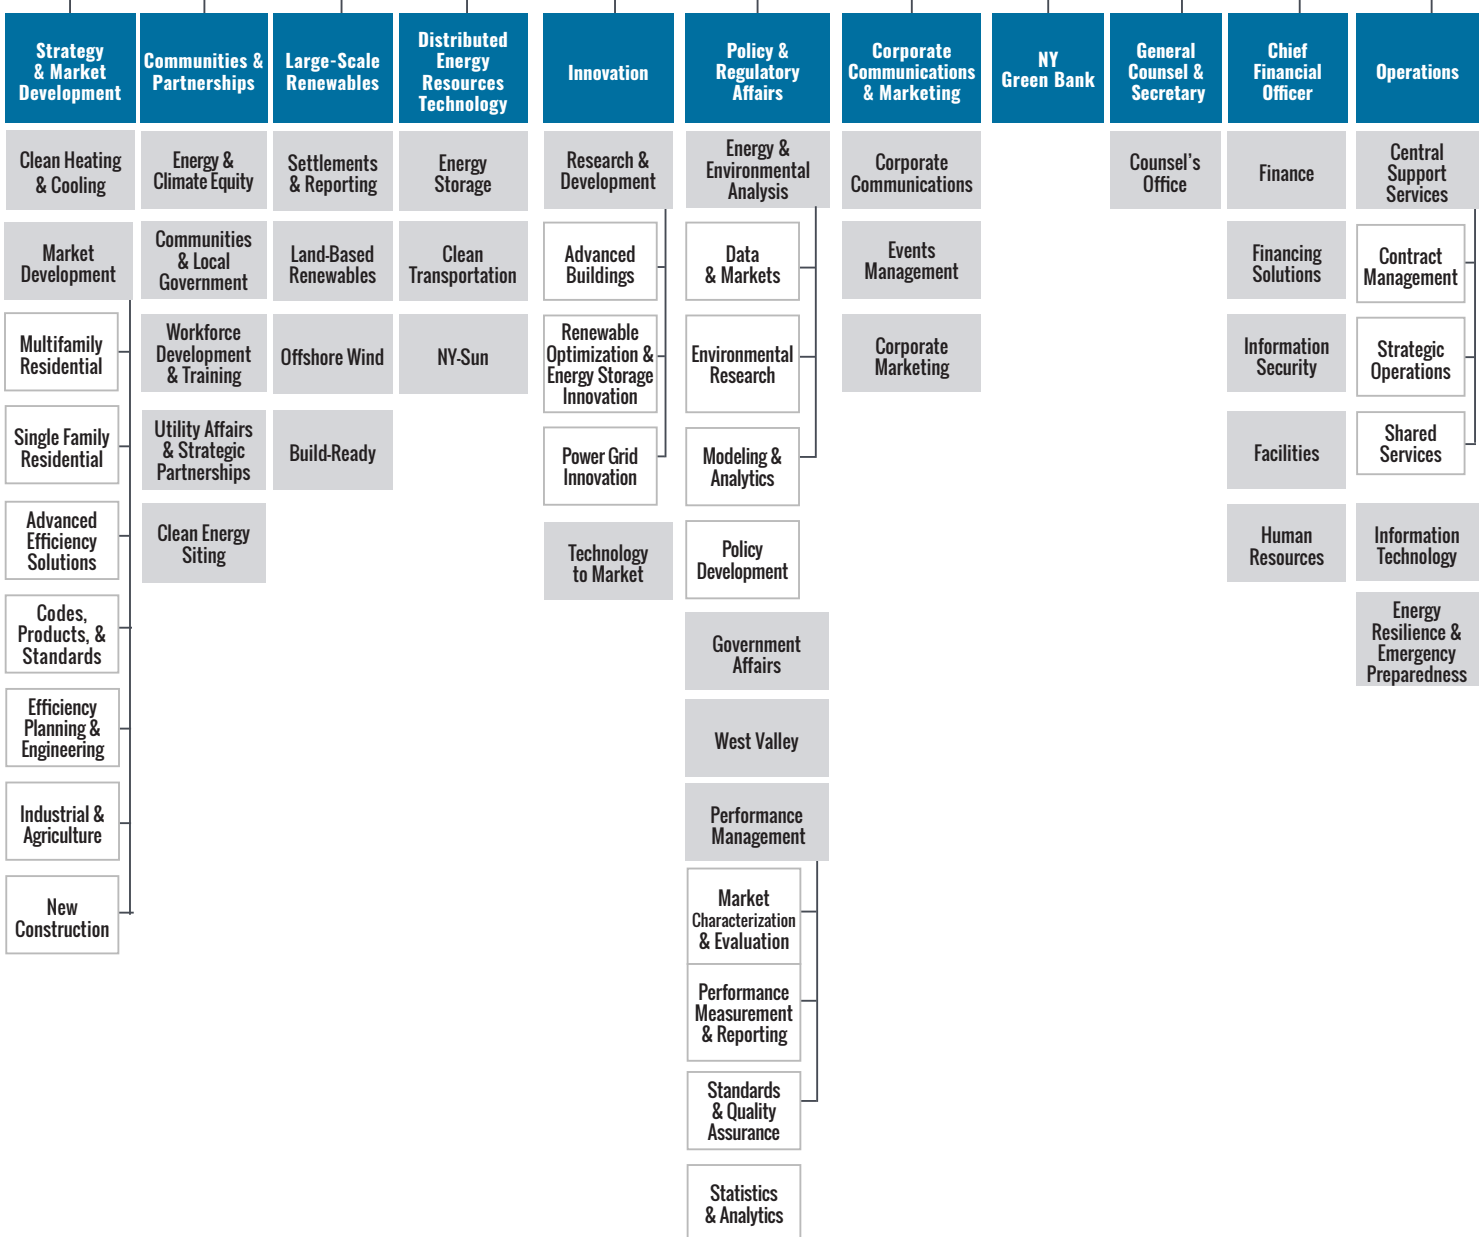 Strategy
& Market
Development
Communities &
Partnerships
Large-Scale
Renewables
Distributed
Energy
Resources
Technology
Innovation
Policy &
Regulatory
Affairs
Corporate
Communications
& Marketing
NY
Green Bank
General
Counsel &
Secretary
Chief
Financial
Officer
Operations
Clean Heating
& Cooling
Market
Development
Multifamily
Residential
Single Family
Residential
Advanced
Efficiency
Solutions
Codes,
Products, &
Standards
Efficiency
Planning &
Engineering
Industrial &
Agriculture
New
Construction
Energy &
Climate Equity
Communities
& Local
Government
Workforce
Development
& Training
Utility Affairs
& Strategic
Partnerships
Clean Energy
Siting
Settlements
& Reporting
Land-Based
Renewables
Offshore Wind
Build-Ready
Energy
Storage
Clean
Transportation
NY-Sun
Research &
Development
Advanced
Buildings
Renewable
Optimization &
Energy Storage
Innovation
Power Grid
Innovation
Technology
to Market
Energy &
Environmental
Analysis
Data
& Markets
Environmental
Research
Modeling &
Analytics
Policy
Development
Government
Affairs
West Valley
Performance
Management
Market
Characterization
& Evaluation
Performance
Measurement
& Reporting
Standards
& Quality
Assurance
Statistics
& Analytics
Corporate
Communications
Events
Management
Corporate
Marketing
Counsel's
Office
Finance
Financing
Solutions
Information
Security
Facilities
Human
Resources
Central
Support
Services
Contract
Management
Strategic
Operations
Shared
Services
Information
Technology
Energy
Resilience &
Emergency
Preparedness